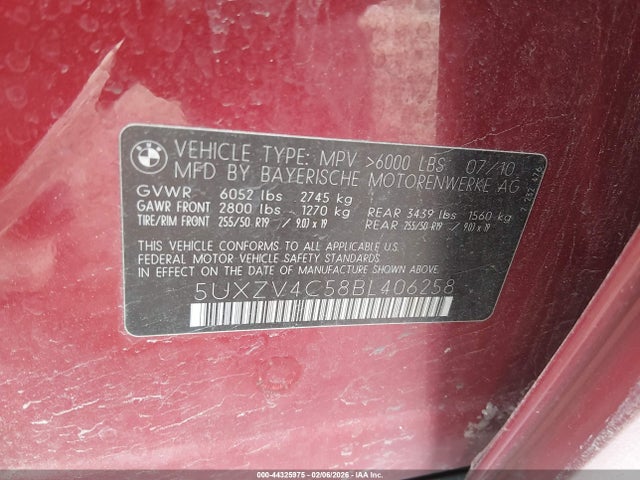 BMW
VEHICLE TYPE: MPV >6000 LBS 07/10
MFD BY BAYERISCHE MOTORENWERKE AG
GVWR 6052 lbs 2745 kg
GAWR FRONT 2800 lbs 1270 kg REAR 3439 lbs 1560 kg
TIRE/RIM FRONT 255/50 R19 / 9.0J x 19 REAR 255/50 R19 / 9.0J x 19
THIS VEHICLE CONFORMS TO ALL APPLICABLE U.S.
FEDERAL MOTOR VEHICLE SAFETY STANDARDS
IN EFFECT ON THE DATE OF MANUFACTURE SHOWN ABOVE.
5UXZV4C58BL406258
000-44325975 - 02/06/2026 - IAA INC.